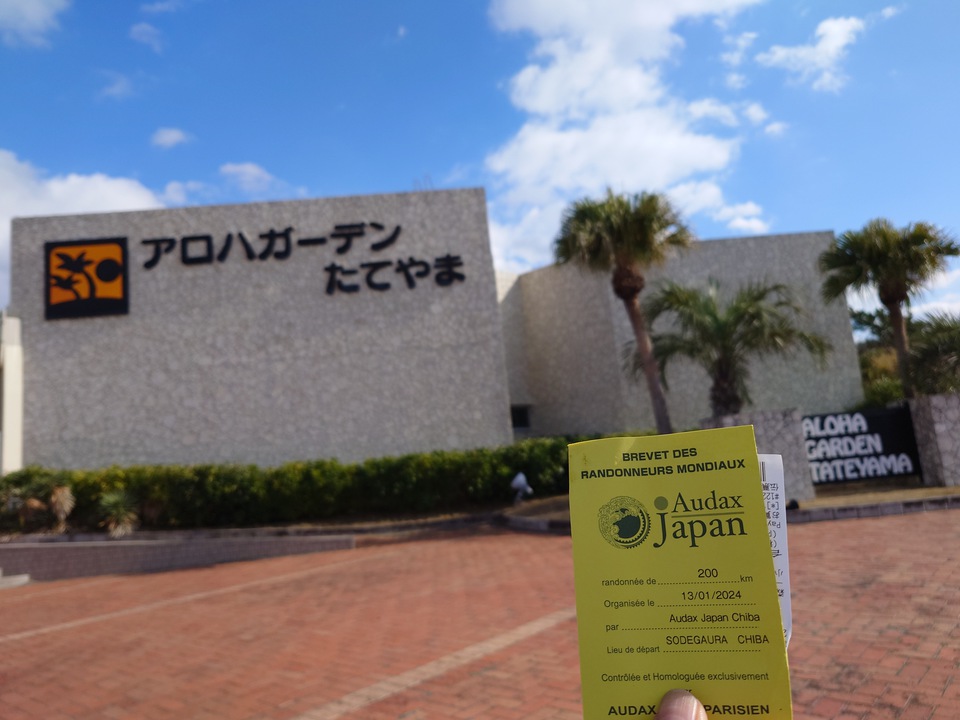 アロハガーデン
たてやま
ALOHA
GARDEN
TATEYAMA
BREVET DES
RANDONNEURS MONDIAUX
Audax
Japan
randonnée de 200 km
Organisée le 13/01/2024
par Audax Japan Chiba
Lieu de départ SODEGAURA CHIBA
Contrôlée et Homologuée exclusivement
AUDAX PARISIEN